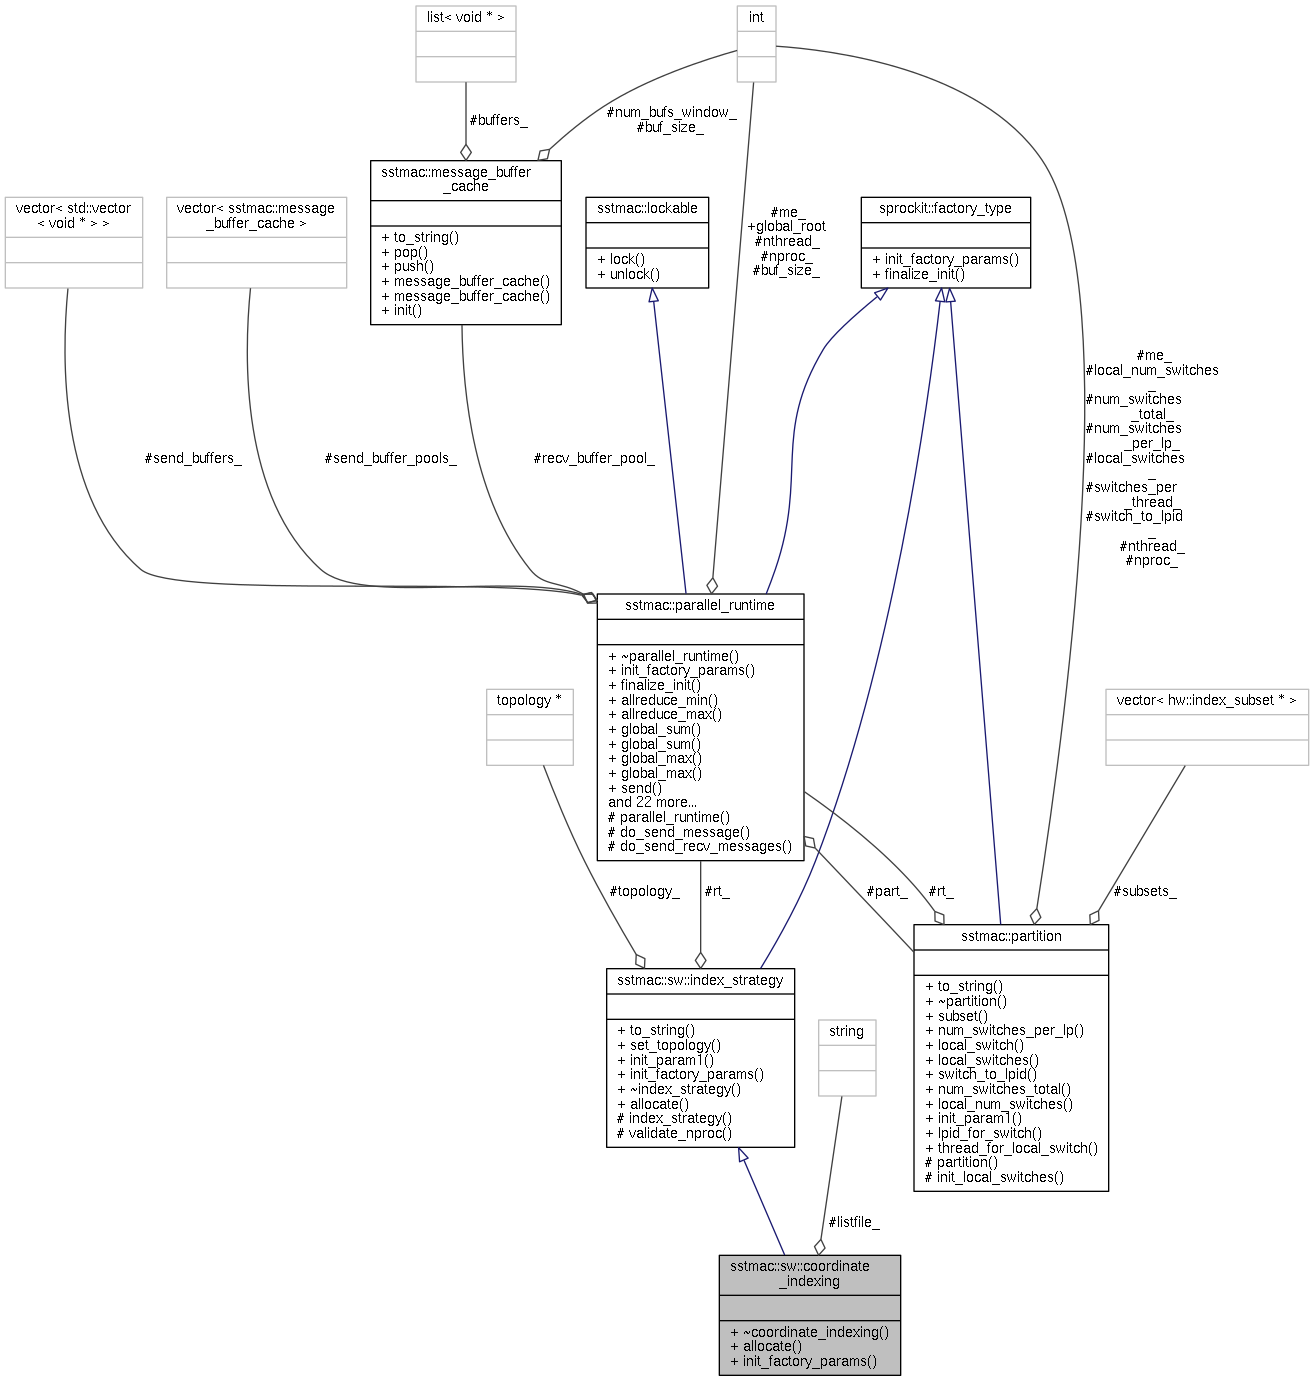 list< void * >
int
#buffers_
#num_bufs_window_
#buf_size_
sstmac::message_buffer
_cache
+ to_string()
+ pop()
+ push()
+ message_buffer_cache()
+ message_buffer_cache()
+ init()
vector< std::vector
< void * > >
vector< sstmac::message
_buffer_cache >
sstmac::lockable
+ lock()
+ unlock()
#me_
+global_root
#nthread_
#nproc_
#buf_size_
sprockit::factory_type
+ init_factory_params()
+ finalize_init()
#me_
#local_num_switches
_
#num_switches
_total_
#num_switches
_per_lp_
#local_switches
_
#switches_per
_thread_
#switch_to_lpid
_
#nthread_
#nproc_
#send_buffers_
#send_buffer_pools_
#recv_buffer_pool_
sstmac::parallel_runtime
+ ~parallel_runtime()
+ init_factory_params()
+ finalize_init()
+ allreduce_min()
+ allreduce_max()
+ global_sum()
+ global_sum()
+ global_max()
+ global_max()
+ send()
and 22 more...
# parallel_runtime()
# do_send_message()
# do_send_recv_messages()
topology *
vector< hw::index_subset * >
#topology_
#rt_
#part_
#rt_
#subsets_
sstmac::sw::index_strategy
+ to_string()
+ set_topology()
+ init_param1()
+ init_factory_params()
+ ~index_strategy()
+ allocate()
# index_strategy()
# validate_nproc()
string
sstmac::partition
+ to_string()
+ ~partition()
+ subset()
+ num_switches_per_lp()
+ local_switch()
+ local_switches()
+ switch_to_lpid()
+ num_switches_total()
+ local_num_switches()
+ init_param1()
+ lpid_for_switch()
+ thread_for_local_switch()
# partition()
# init_local_switches()
#listfile_
sstmac::sw::coordinate
_indexing
+ ~coordinate_indexing()
+ allocate()
+ init_factory_params()